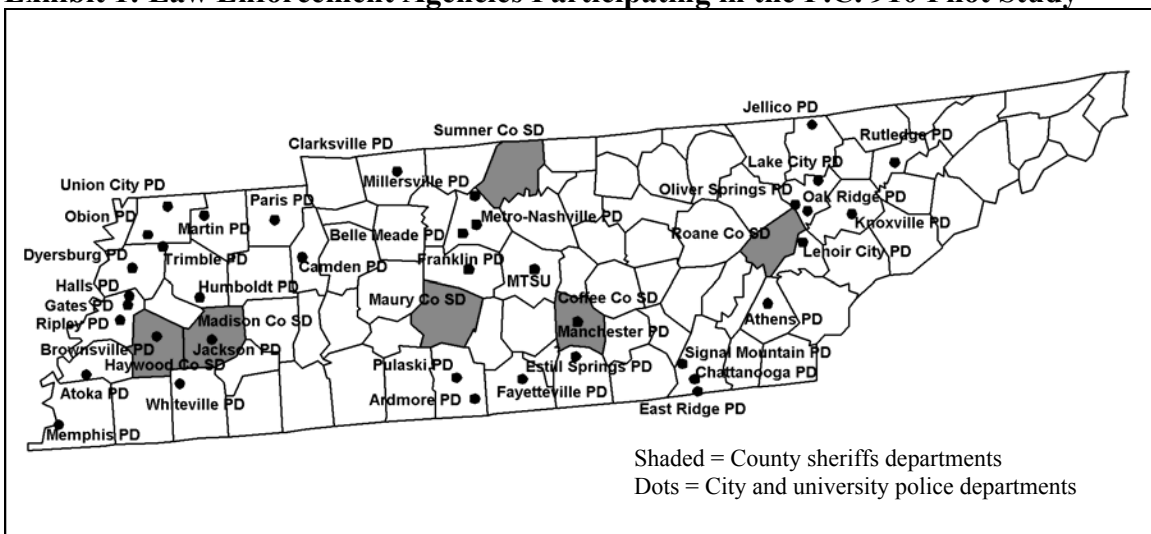 Exhibit 1: Law Enforcement Agencies Participating in the P.C. 910 Pilot Study
Jellico PD
Sumner Co SD
Rutledge PD
Clarksville PD
Lake City PD
Millersville PD
Union City PD
Oliver Springs PD
Oak Ridge PD
Paris PD
Obion PD
Metro-Nashville PD
Knoxville PD
Martin PD
Belle Meade PD
Roane Co SD
Lenoir City PD
Dyersburg PD
Trimble PD
Franklin PD
Camden PD
MTSU
Halls PD
Humboldt PD
Maury Co SD
Coffee Co SD
Gates PD
Ripley PD
Madison Co SD
Athens PD
Manchester PD
Brownsville PD
Jackson PD
Signal Mountain PD
Haywood Co SD
Pulaski PD
Estill Springs PD
Chattanooga PD
Atoka PD
Whiteville PD
Ardmore PD
Fayetteville PD
East Ridge PD
Memphis PD
Shaded = County sheriffs departments
Dots = City and university police departments